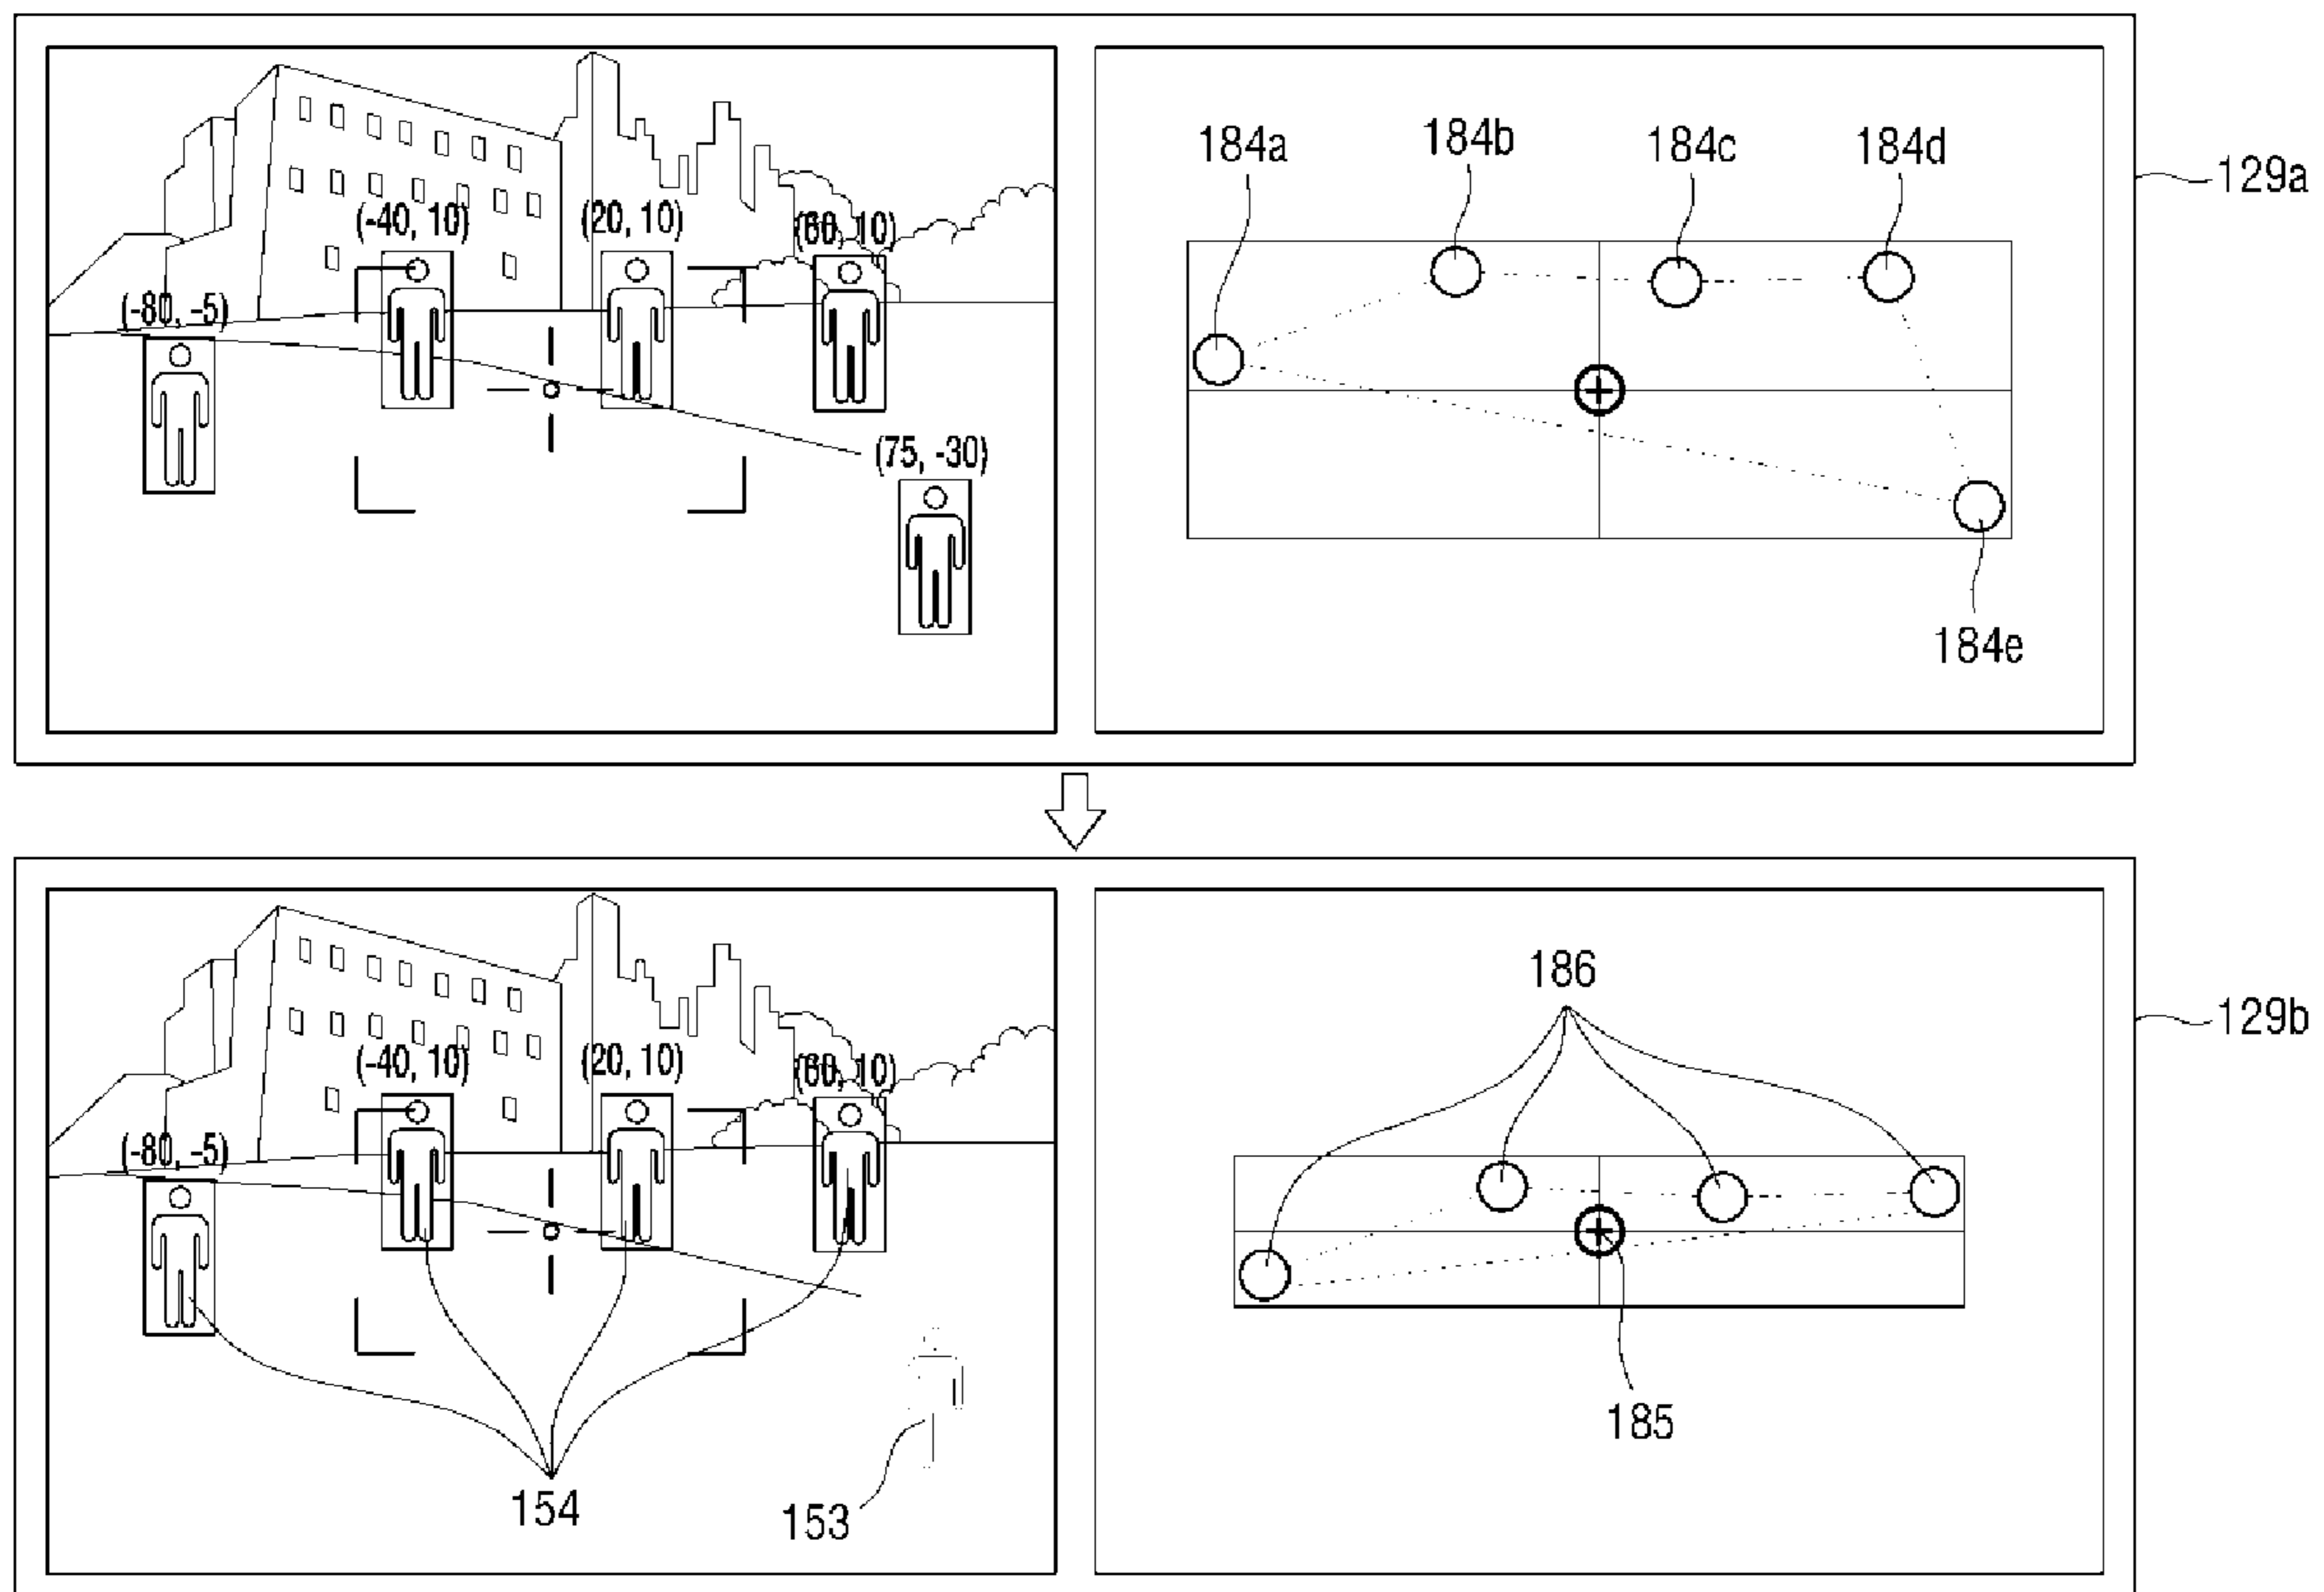 184a 184b 184c 184d
129a
(-40, 10) (20, 10) (60, 10)
(-80, -5)
(75, -30)
184e
186
129b
(-40, 10) (20, 10) (60, 10)
(-80, -5)
185
154 153